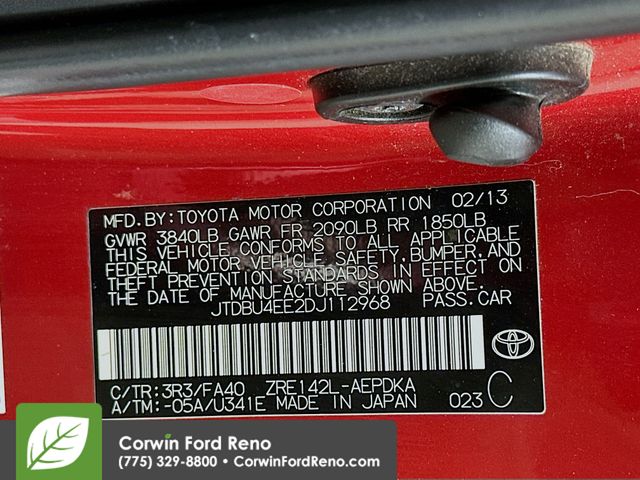 MFD. BY: TOYOTA MOTOR CORPORATION 02/13
GVWR 3840LB GAWR FR 2090LB RR 1850LB
THIS VEHICLE CONFORMS TO ALL APPLICABLE
FEDERAL MOTOR VEHICLE SAFETY, BUMPER, AND
THEFT PREVENTION STANDARDS IN EFFECT ON
THE DATE OF MANUFACTURE SHOWN ABOVE.
JTDBU4EE2DJ112968 PASS. CAR
C/TR: 3R3/FA40 ZRE142L-AEPDKA
A/TM: -05A/U341E MADE IN JAPAN 023 C
Corwin Ford Reno
(775) 329-8800 • CorwinFordReno.com